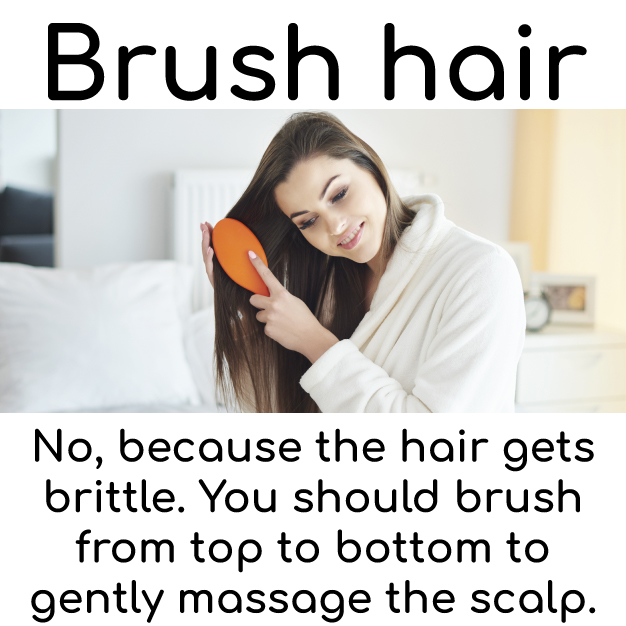 Brush hair
No, because the hair gets
brittle. You should brush
from top to bottom to
gently massage the scalp.